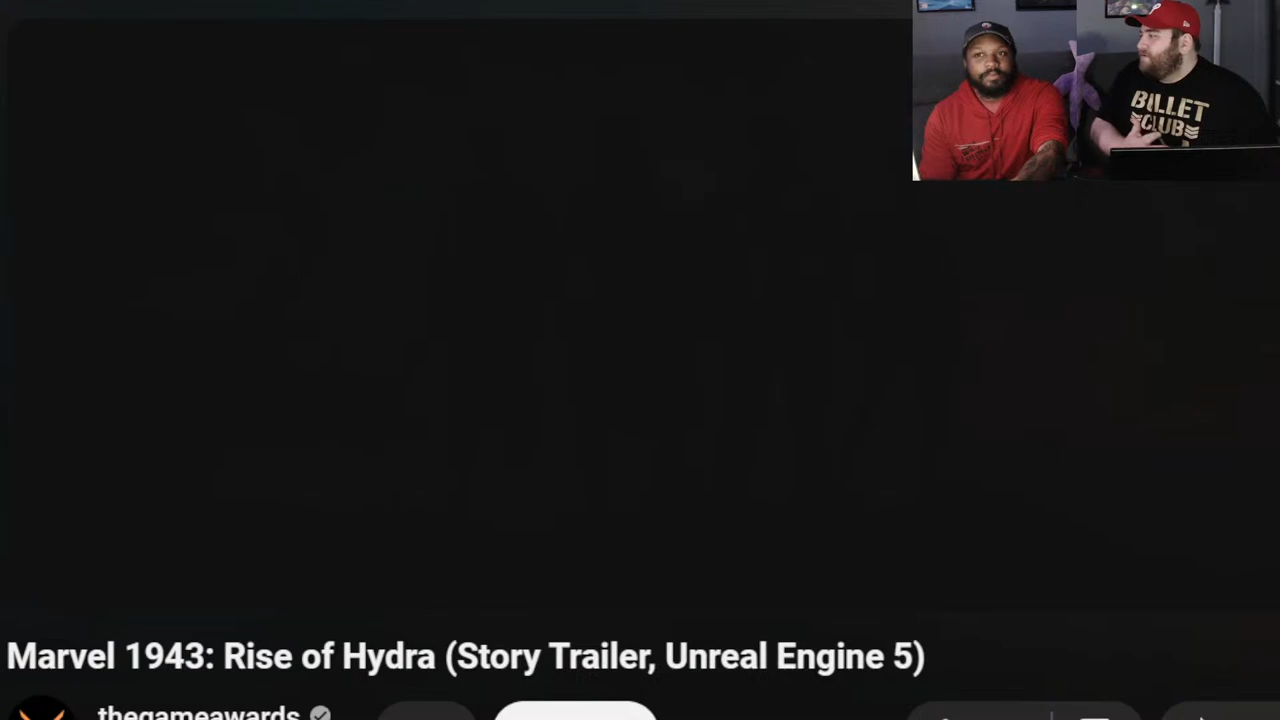 BULLET
CLUB
Marvel 1943: Rise of Hydra (Story Trailer, Unreal Engine 5)
thegameawards